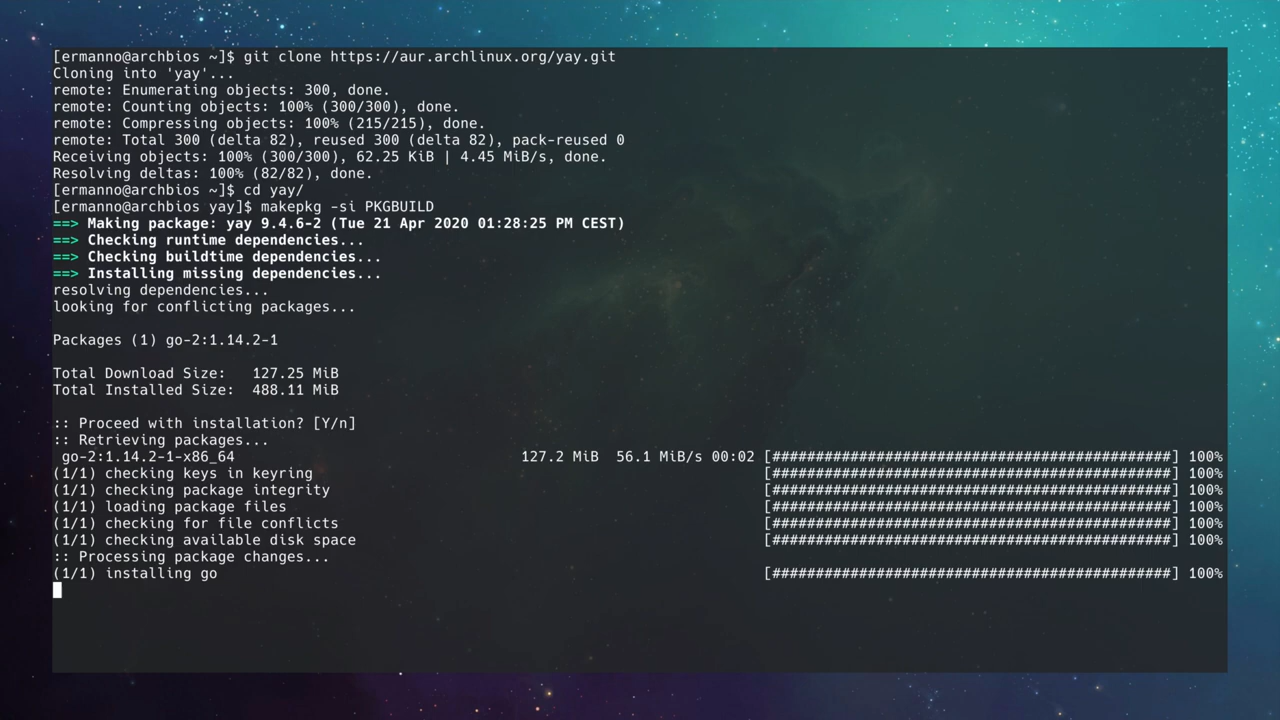 [ermanno@archbios ~]$ git clone https://aur.archlinux.org/yay.git
Cloning into 'yay'...
remote: Enumerating objects: 300, done.
remote: Counting objects: 100% (300/300), done.
remote: Compressing objects: 100% (215/215), done.
remote: Total 300 (delta 82), reused 300 (delta 82), pack-reused 0
Receiving objects: 100% (300/300), 62.25 KiB | 4.45 MiB/s, done.
Resolving deltas: 100% (82/82), done.
[ermanno@archbios ~]$ cd yay/
[ermanno@archbios yay]$ makepkg -si PKGBUILD
==> Making package: yay 9.4.6-2 (Tue 21 Apr 2020 01:28:25 PM CEST)
==> Checking runtime dependencies...
==> Checking buildtime dependencies...
==> Installing missing dependencies...
resolving dependencies...
looking for conflicting packages...
Packages (1) go-2:1.14.2-1
Total Download Size:   127.25 MiB
Total Installed Size:  488.11 MiB
:: Proceed with installation? [Y/n]
:: Retrieving packages...
go-2:1.14.2-1-x86_64 127.2 MiB  56.1 MiB/s 00:02 [##############################################] 100%
(1/1) checking keys in keyring [##############################################] 100%
(1/1) checking package integrity [##############################################] 100%
(1/1) loading package files [##############################################] 100%
(1/1) checking for file conflicts [##############################################] 100%
(1/1) checking available disk space [##############################################] 100%
:: Processing package changes...
(1/1) installing go [##############################################] 100%